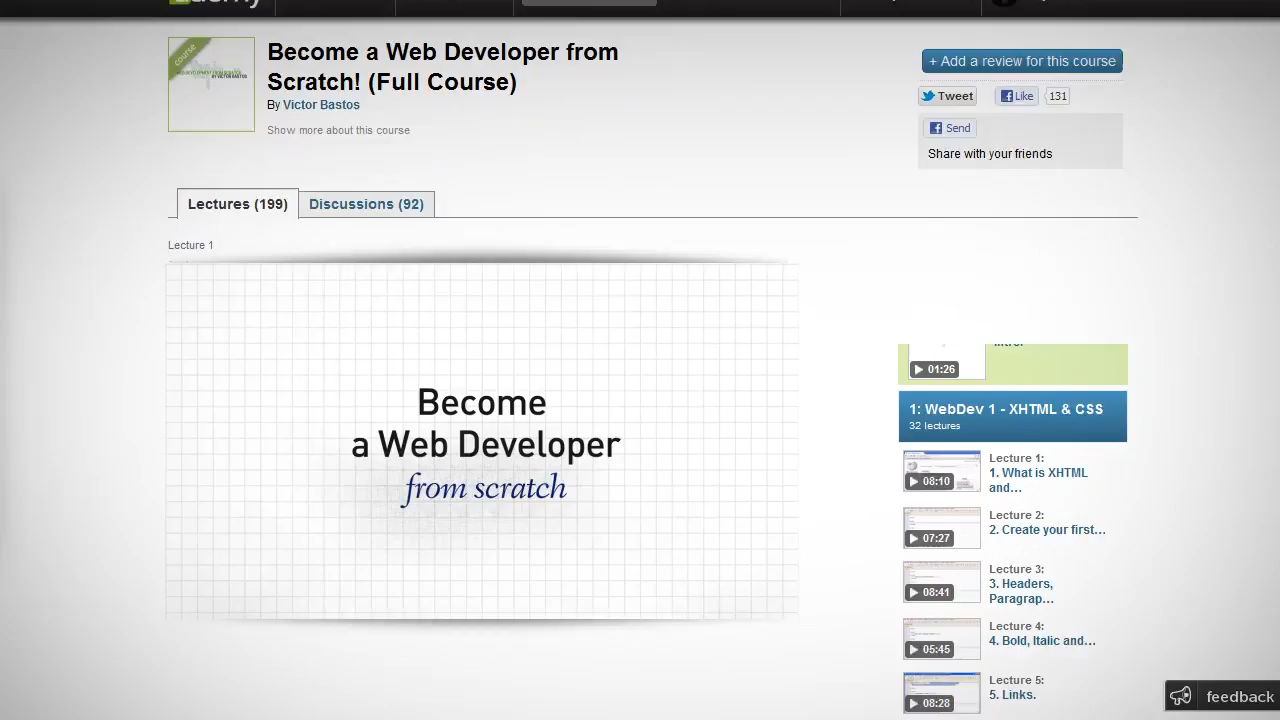 Become a Web Developer from
Scratch! (Full Course)
By Victor Bastos
Show more about this course
course
+ Add a review for this course
Tweet
Like
131
Send
Share with your friends
Lectures (199)
Discussions (92)
Lecture 1
Become
a Web Developer
from scratch
01:26
1: WebDev 1 - XHTML & CSS
32 lectures
Lecture 1:
1. What is XHTML
and...
08:10
Lecture 2:
2. Create your first...
07:27
Lecture 3:
3. Headers,
Paragrap...
08:41
Lecture 4:
4. Bold, Italic and...
05:45
Lecture 5:
5. Links.
08:28
feedback